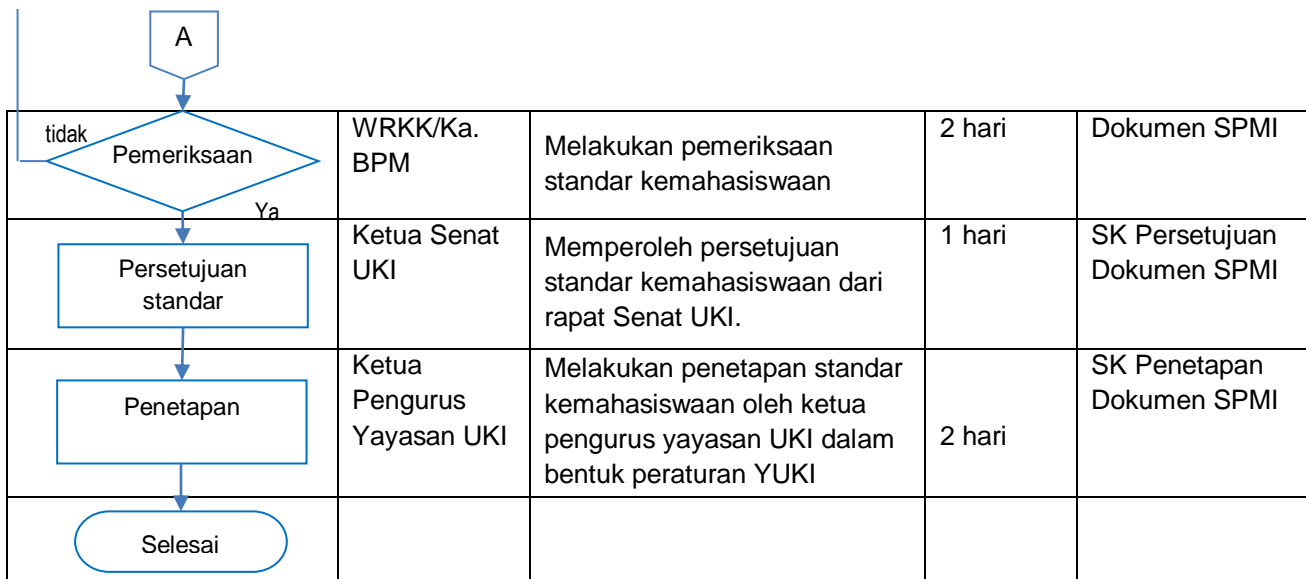 A
tidak
Pemeriksaan
Ya
WRKK/Ka.
BPM
Melakukan pemeriksaan
standar kemahasiswaan
2 hari
Dokumen SPMI
Persetujuan
standar
Ketua Senat
UKI
Memperoleh persetujuan
standar kemahasiswaan dari
rapat Senat UKI.
1 hari
SK Persetujuan
Dokumen SPMI
Penetapan
Ketua
Pengurus
Yayasan UKI
Melakukan penetapan standar
kemahasiswaan oleh ketua
pengurus yayasan UKI dalam
bentuk peraturan YUKI
2 hari
SK Penetapan
Dokumen SPMI
Selesai